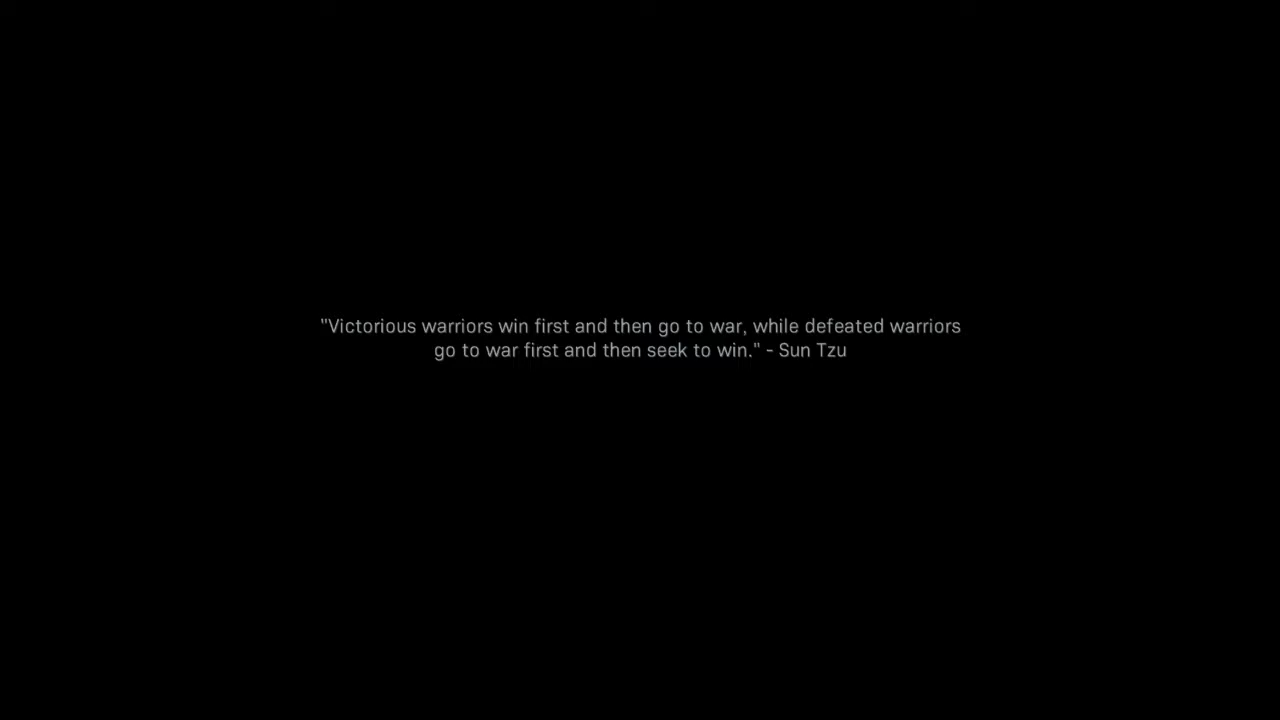 "Victorious warriors win first and then go to war, while defeated warriors
go to war first and then seek to win." - Sun Tzu